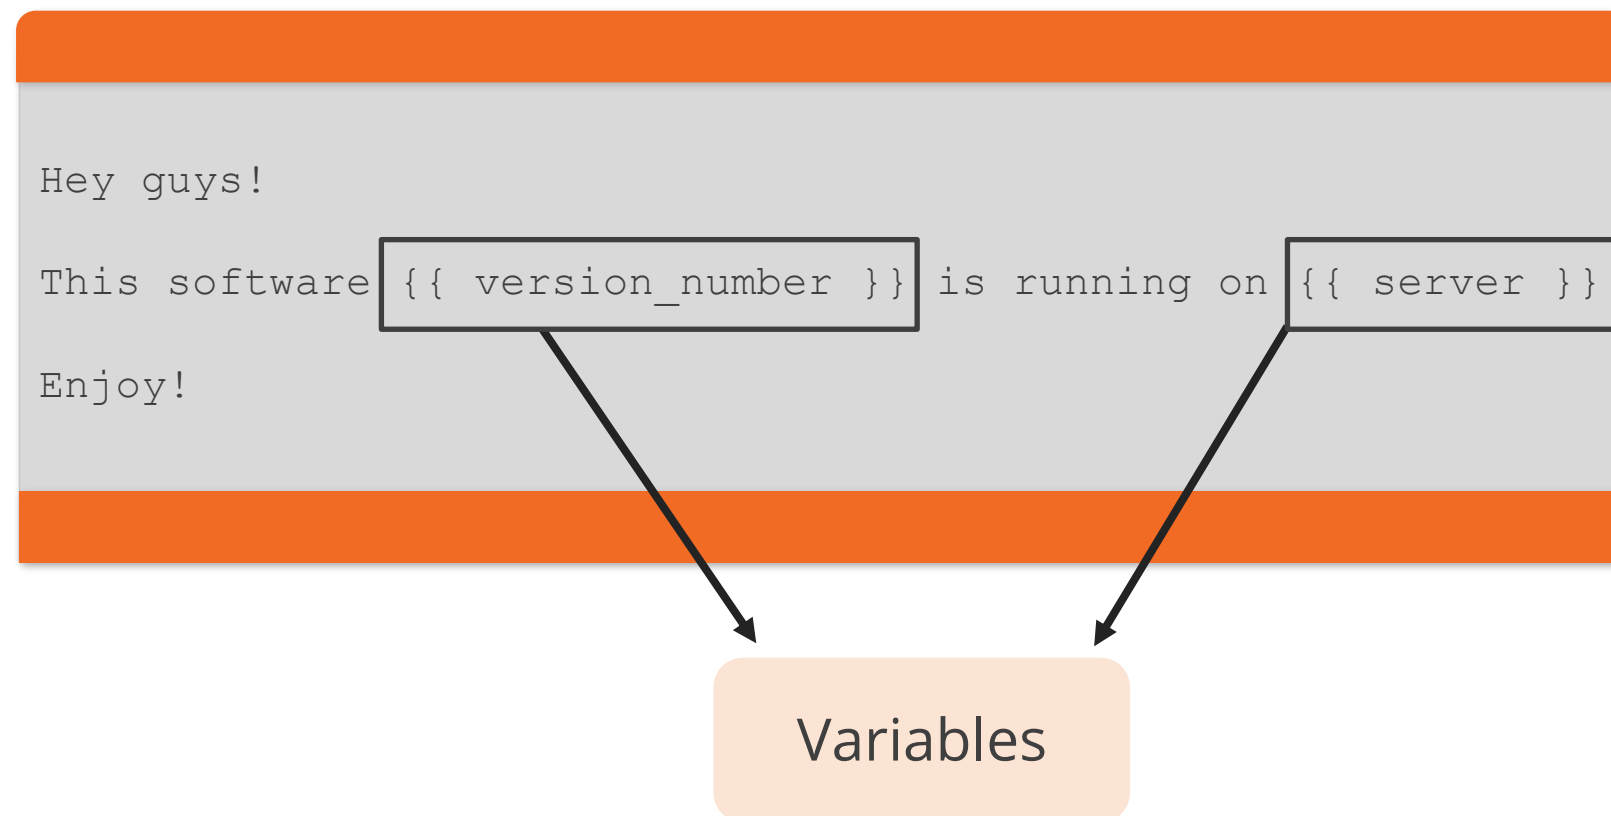 Hey guys!
This software {{ version_number }} is running on {{ server }}
Enjoy!
Variables